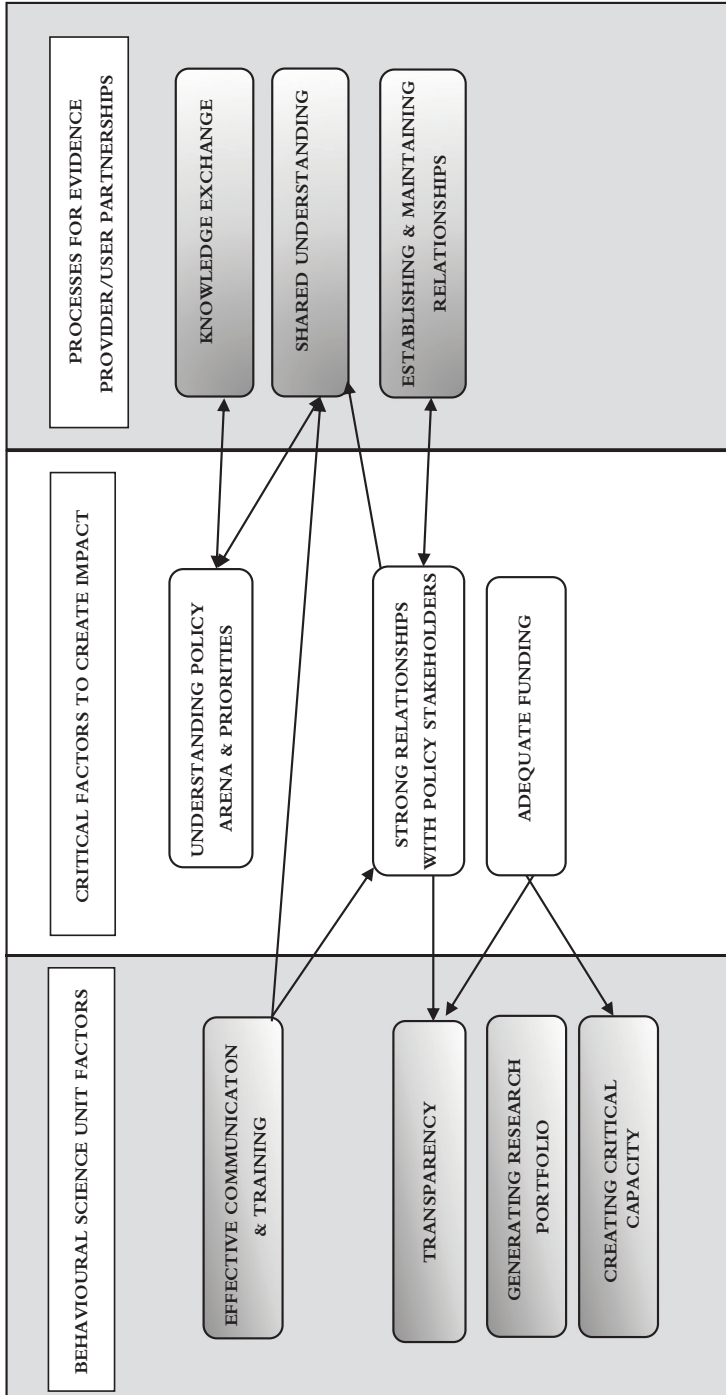 BEHAVIOURAL SCIENCE UNIT FACTORS
EFFECTIVE COMMUNICATON
& TRAINING
TRANSPARENCY
GENERATING RESEARCH
PORTFOLIO
CREATING CRITICAL
CAPACITY
CRITICAL FACTORS TO CREATE IMPACT
UNDERSTANDING POLICY
ARENA & PRIORITIES
STRONG RELATIONSHIPS
WITH POLICY STAKEHOLDERS
ADEQUATE FUNDING
PROCESSES FOR EVIDENCE
PROVIDER/USER PARTNERSHIPS
KNOWLEDGE EXCHANGE
SHARED UNDERSTANDING
ESTABLISHING & MAINTAINING
RELATIONSHIPS